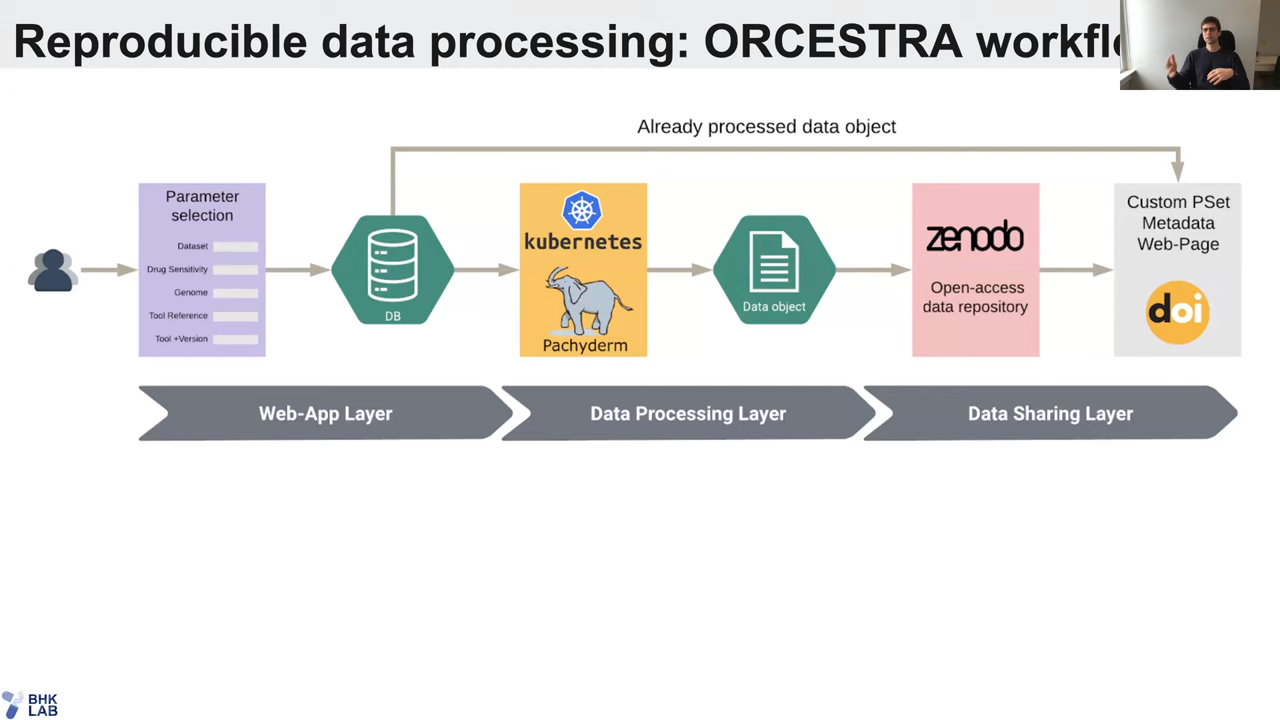 Reproducible data processing: ORCESTRA
Already processed data object
Parameter
selection
Dataset
Drug Sensitivity
Genome
Tool Reference
Tool +Version
DB
kubernetes
Pachyderm
Data object
zenodo
Open-access
data repository
Custom PSet
Metadata
Web-Page
doi
Web-App Layer
Data Processing Layer
Data Sharing Layer
BHK
LAB